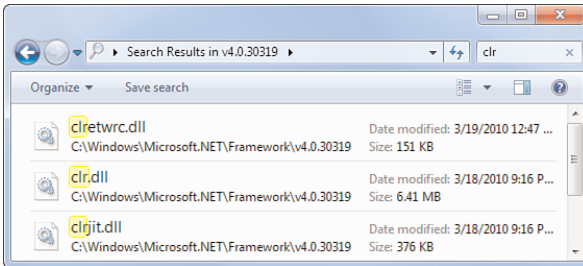 Search Results in v4.0.30319
clr
Organize
Save search
clretwrc.dll
Date modified: 3/19/2010 12:47 ...
C:\Windows\Microsoft.NET\Framework\v4.0.30319
Size: 151 KB
clr.dll
Date modified: 3/18/2010 9:16 P...
C:\Windows\Microsoft.NET\Framework\v4.0.30319
Size: 6.41 MB
clrjit.dll
Date modified: 3/18/2010 9:16 P...
C:\Windows\Microsoft.NET\Framework\v4.0.30319
Size: 376 KB